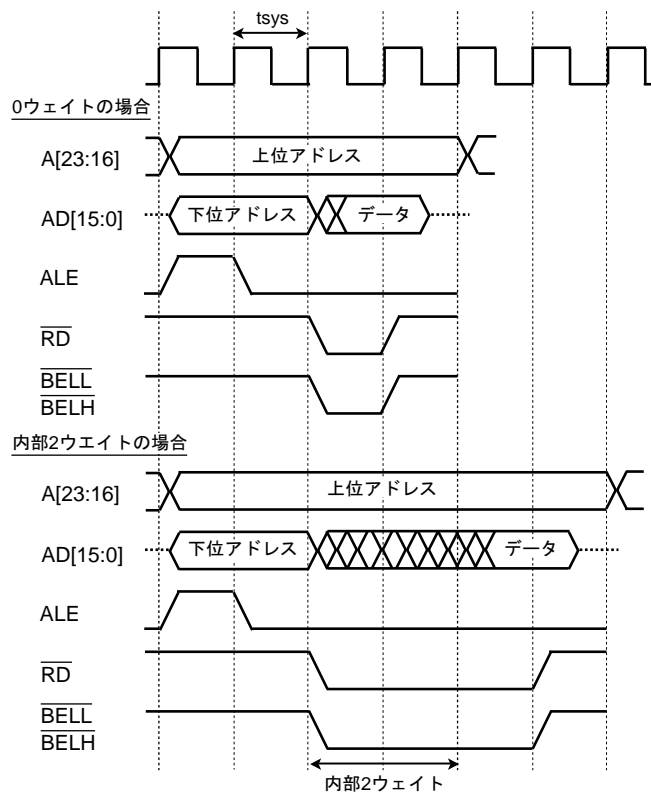 tsys
0ウェイトの場合
A[23:16]
上位アドレス
AD[15:0]
下位アドレス
データ
ALE
RD
BELL
BELH
内部2ウエイトの場合
A[23:16]
上位アドレス
AD[15:0]
下位アドレス
データ
ALE
RD
BELL
BELH
内部2ウェイト